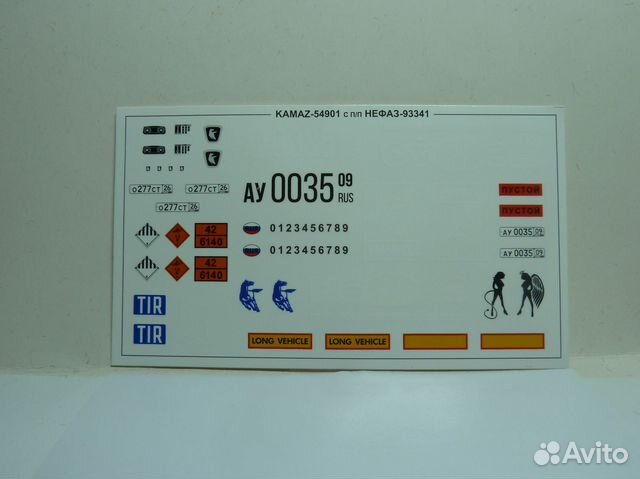 KAMAZ-54901 с п/п НЕФАЗ-93341
о277ст 26 о277ст 26
о277ст 26
АУ 0035 09
RUS
ПУСТОЙ
ПУСТОЙ
0123456789
0123456789
АУ 0035 09
АУ 0035 09
42
6140
42
6140
TIR
TIR
LONG VEHICLE LONG VEHICLE
Avito